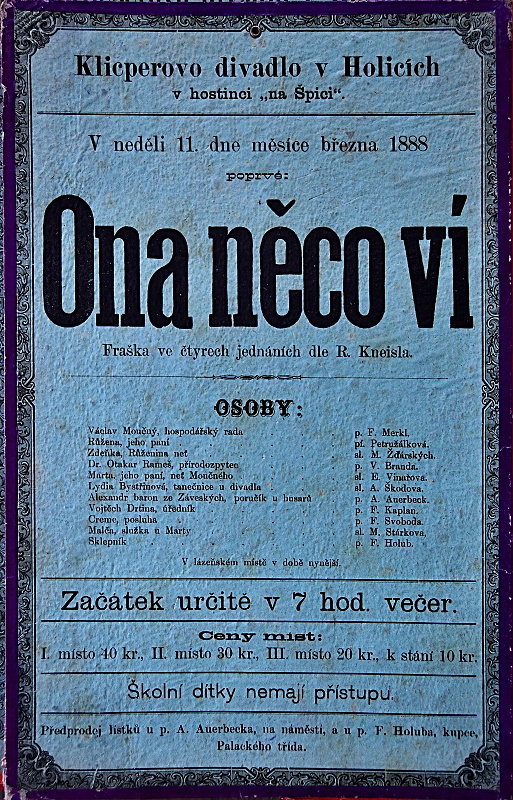 Klicperovo divadlo v Holicích
v hostinci „na Špici".
V neděli 11. dne měsíce března 1888
poprvé:
Ona něco ví
Fraška ve čtyrech jednáních dle R. Kneisla.
OSOBY:
Václav Moučný, hospodářský rada . . . . p. F. Merkl.
Růžena, jeho paní . . . . . pí. Petružálková.
Zdeňka, Růženina neť . . . . sl. M. Žďárských.
Dr. Otakar Rameš, přírodozpytec . . . . p. V. Brauda.
Marta, jeho paní, neť Moučného . . . . sl. E. Vinařova.
Lydia Bystřinová, tanečnice u divadla . . . sl. A. Škodova.
Alexandr baron ze Záveských, poručík u husarů . p. A. Auerbeck.
Vojtěch Drtina, úředník . . . . p. F. Kaplan.
Creme, posluha . . . . . p. F. Svoboda.
Malča, služka u Marty . . . . sl. M. Stárkova.
Sklepník . . . . . p. F. Holub.
V lázeňském místě v době nynější.
Začátek určitě v 7 hod. večer.
Ceny míst:
I. místo 40 kr., II. místo 30 kr., III. místo 20 kr., k stání 10 kr.
Školní dítky nemají přístupu.
Předprodej lístků u p. A. Auerbecka, na náměstí, a u p. F. Holuba, kupce,
Palackého třída.